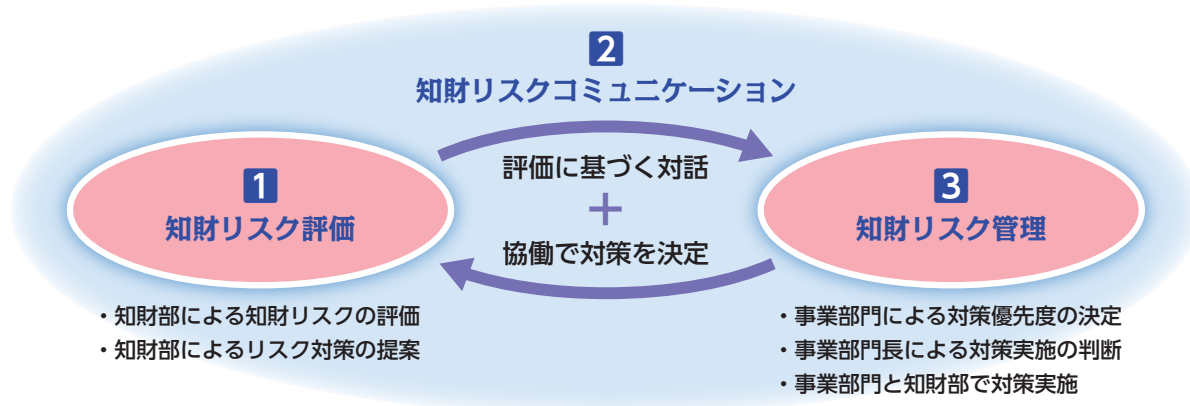 2
知財リスクコミュニケーション
1
知財リスク評価
評価に基づく対話
+
協働で対策を決定
3
知財リスク管理
・知財部による知財リスクの評価
・知財部によるリスク対策の提案
・事業部門による対策優先度の決定
・事業部門長による対策実施の判断
・事業部門と知財部で対策実施